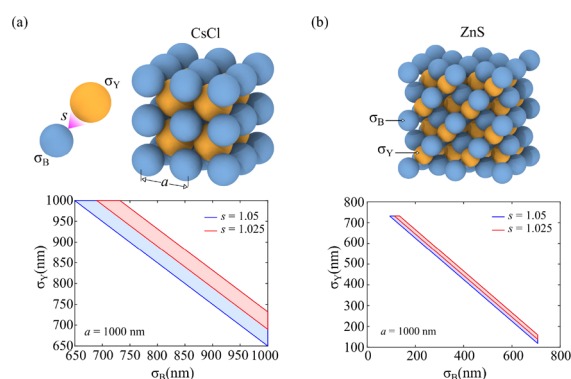 (a)
CsCl
σY
s
σB
a
1000
950
900
850
800
750
700
650
σY(nm)
s = 1.05
s = 1.025
a = 1000 nm
650 700 750 800 850 900 950 1000
σB(nm)
(b)
ZnS
σB
σY
800
700
600
500
400
300
200
100
σY(nm)
s = 1.05
s = 1.025
a = 1000 nm
0 200 400 600 800
σB(nm)